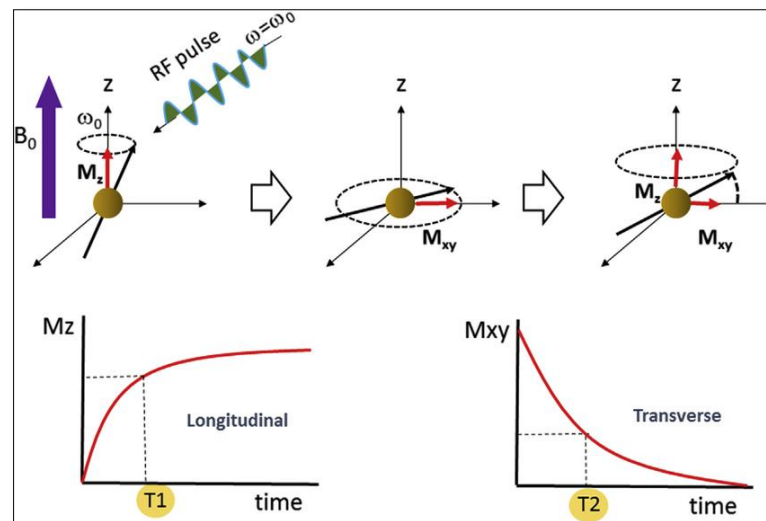 RF pulse
ω=ω₀
B₀
z
ω₀
Mz
z
Mxy
z
Mz
Mxy
Mz
Longitudinal
T1
time
Mxy
Transverse
T2
time